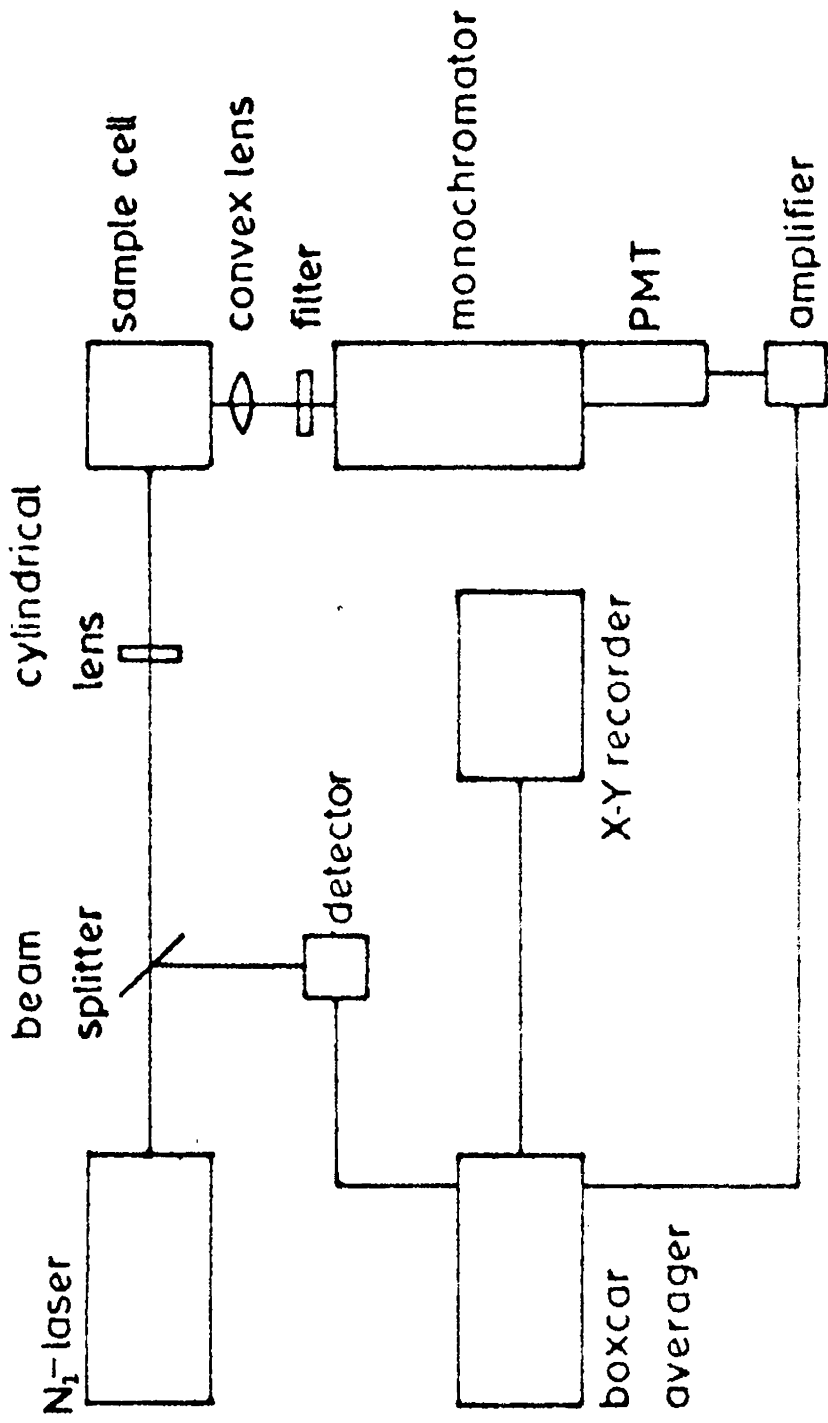 N₂-laser
beam
splitter
cylindrical
lens
sample cell
convex lens
filter
detector
monochromator
boxcar
averager
X-Y recorder
PMT
amplifier